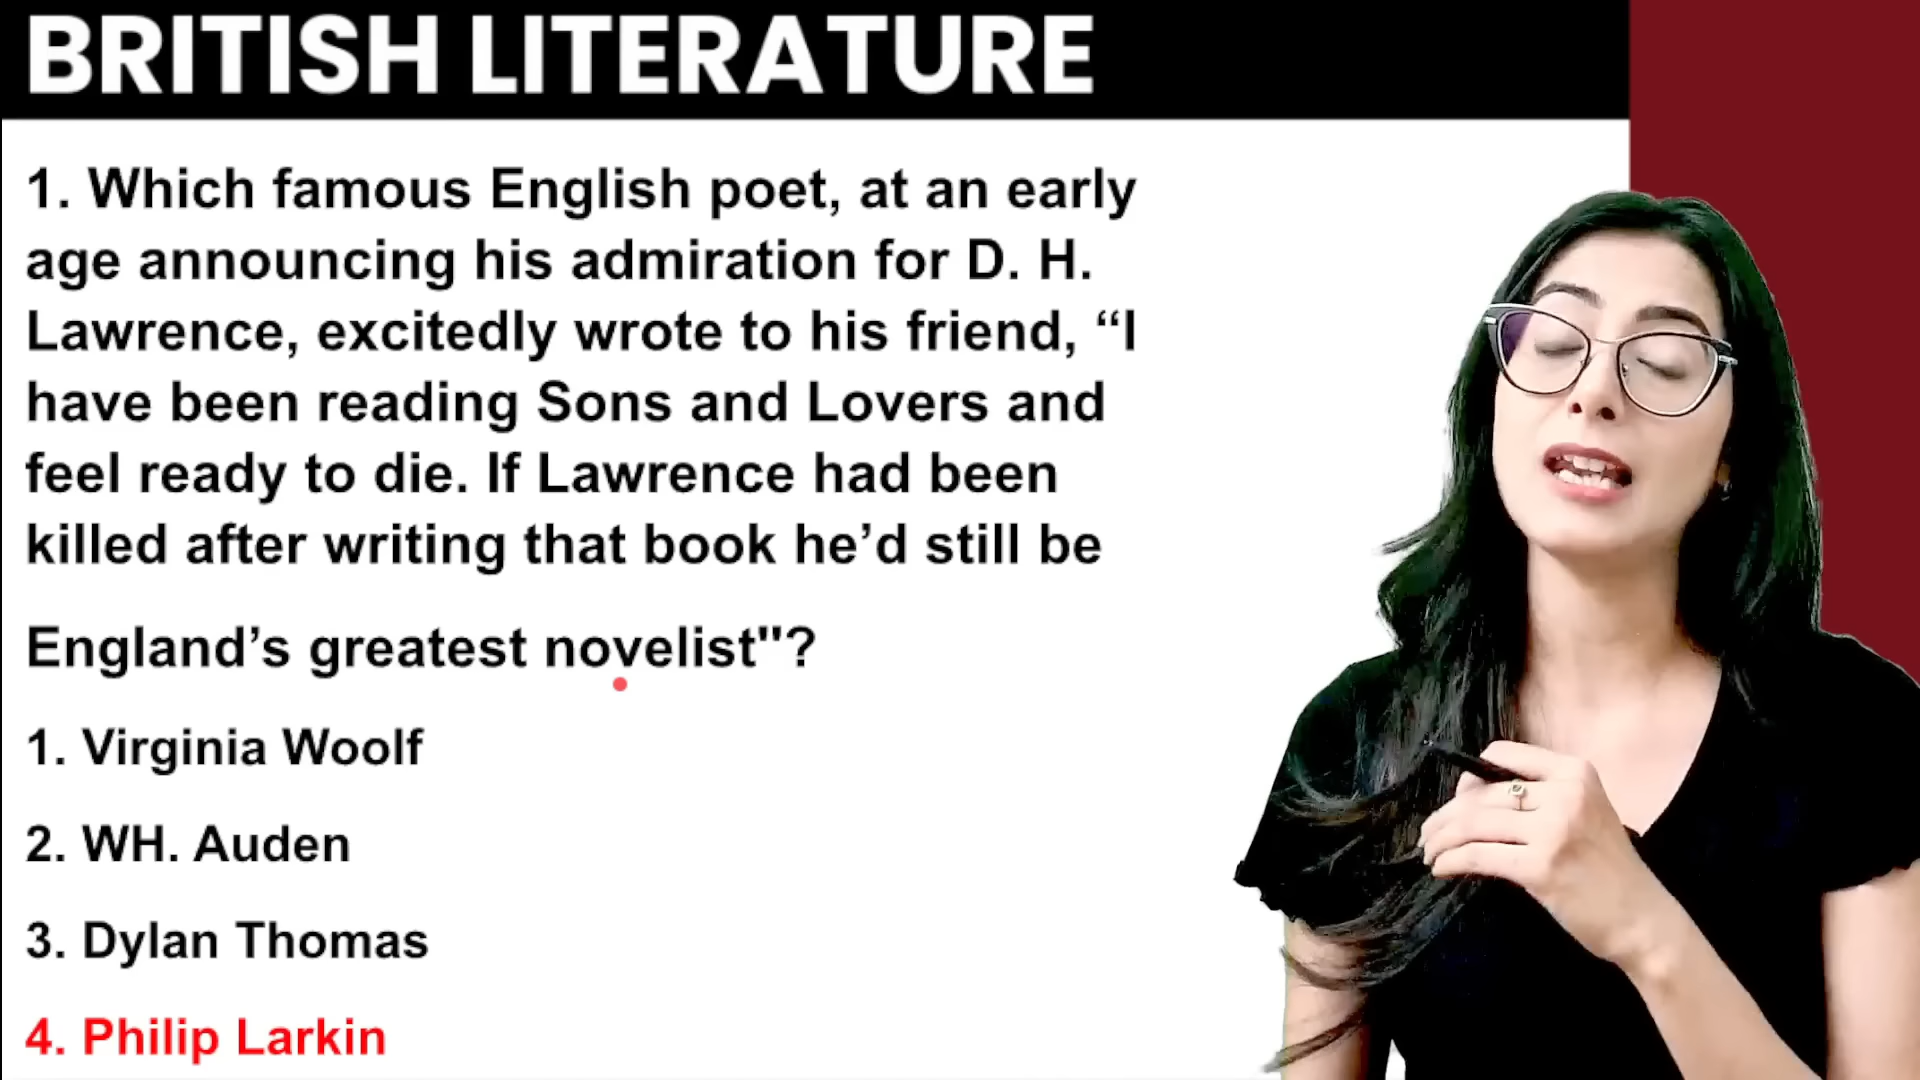 BRITISH LITERATURE
1. Which famous English poet, at an early
age announcing his admiration for D. H.
Lawrence, excitedly wrote to his friend, “I
have been reading Sons and Lovers and
feel ready to die. If Lawrence had been
killed after writing that book he’d still be
England’s greatest novelist"?
1. Virginia Woolf
2. WH. Auden
3. Dylan Thomas
4. Philip Larkin